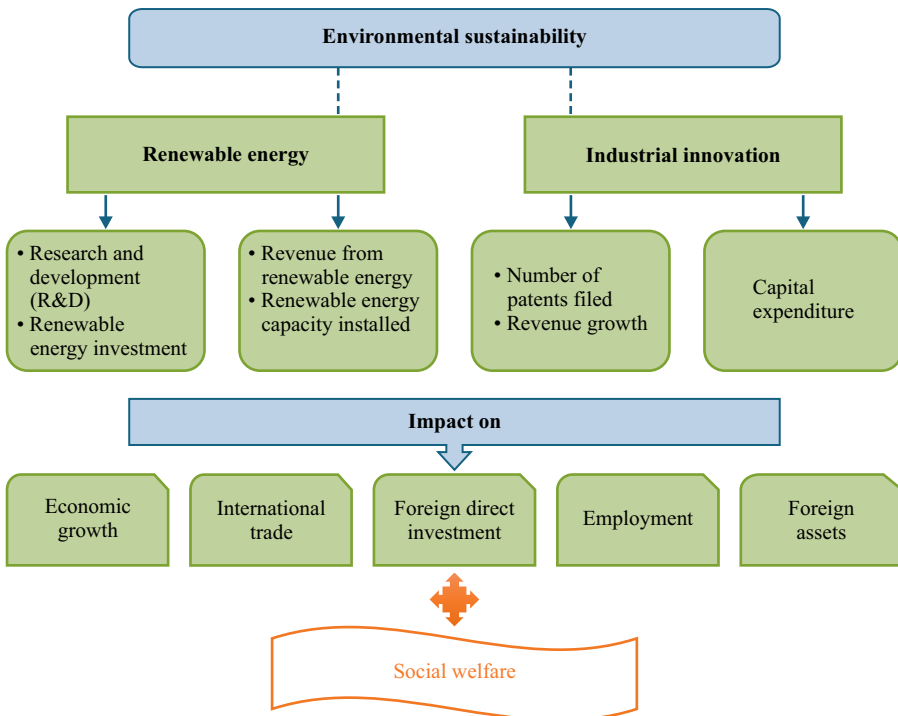 Environmental sustainability
Renewable energy
Industrial innovation
• Research and
development
(R&D)
• Renewable
energy investment
• Revenue from
renewable energy
• Renewable energy
capacity installed
• Number of
patents filed
• Revenue growth
Capital
expenditure
Impact on
Economic
growth
International
trade
Foreign direct
investment
Employment
Foreign
assets
Social welfare